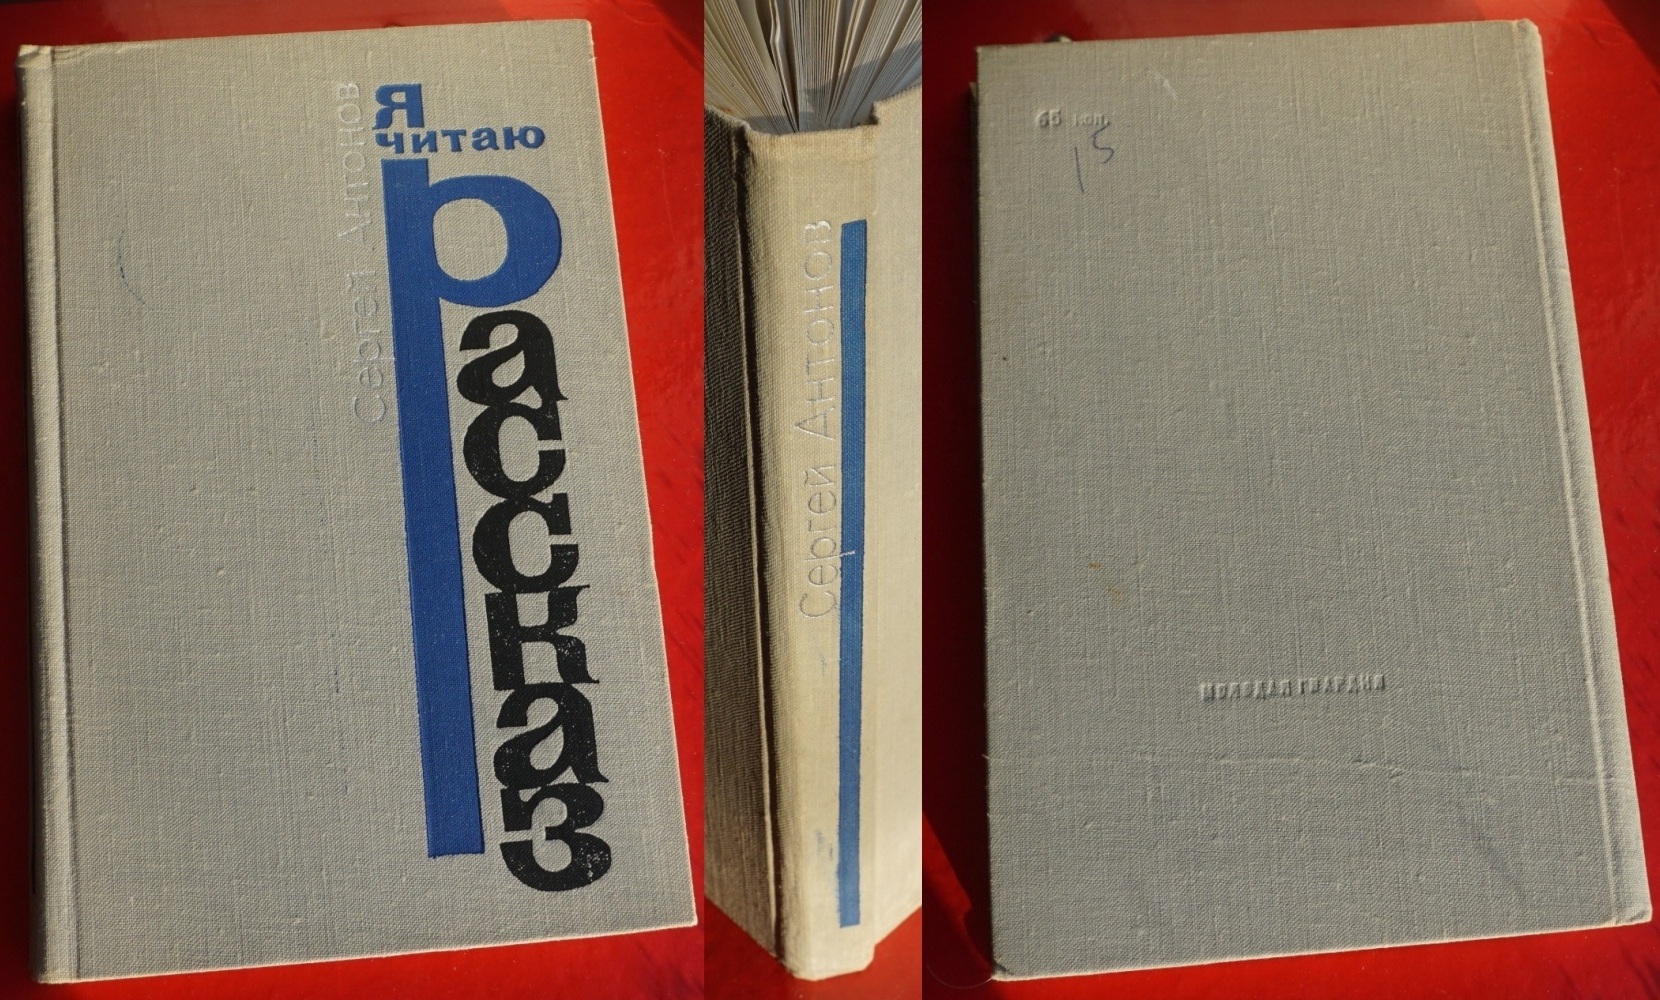 Я
читаю
рассказ
Сергей Антонов
Сергей Антонов
65 коп.
15
МОЛОДАЯ ГВАРДИЯ